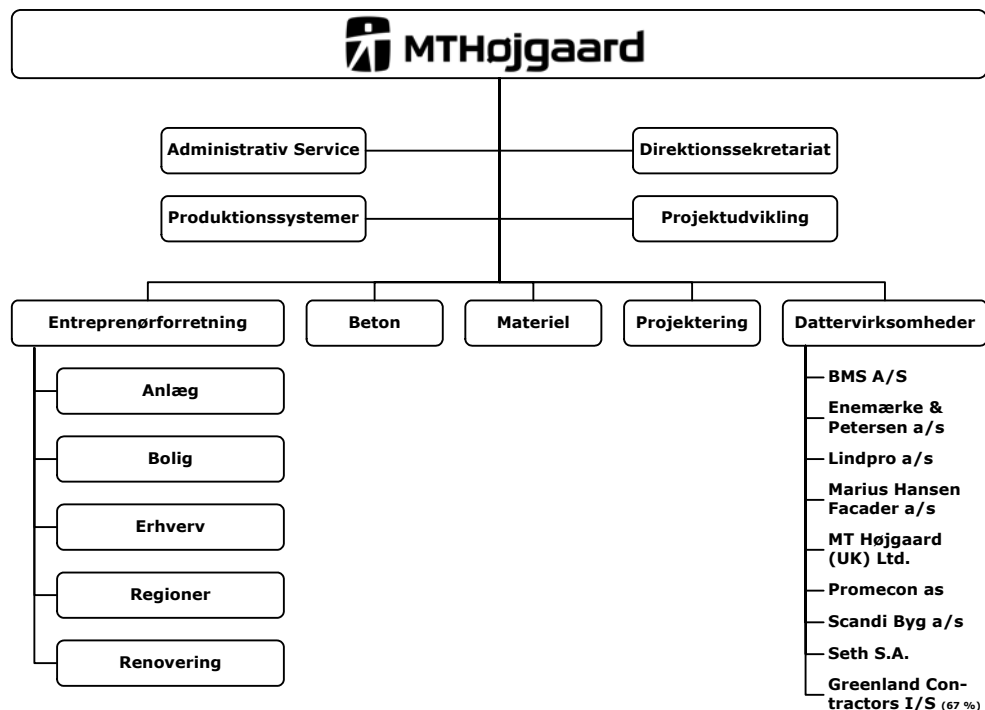 MTHøjgaard
Administrativ Service
Direktionssekretariat
Produktionssystemer
Projektudvikling
Entreprenørforretning
Beton
Materiel
Projektering
Dattervirksomheder
Anlæg
Bolig
Erhverv
Regioner
Renovering
BMS A/S
Enemærke &
Petersen a/s
Lindpro a/s
Marius Hansen
Facader a/s
MT Højgaard
(UK) Ltd.
Promecon as
Scandi Byg a/s
Seth S.A.
Greenland Con-
tractors I/S (67 %)